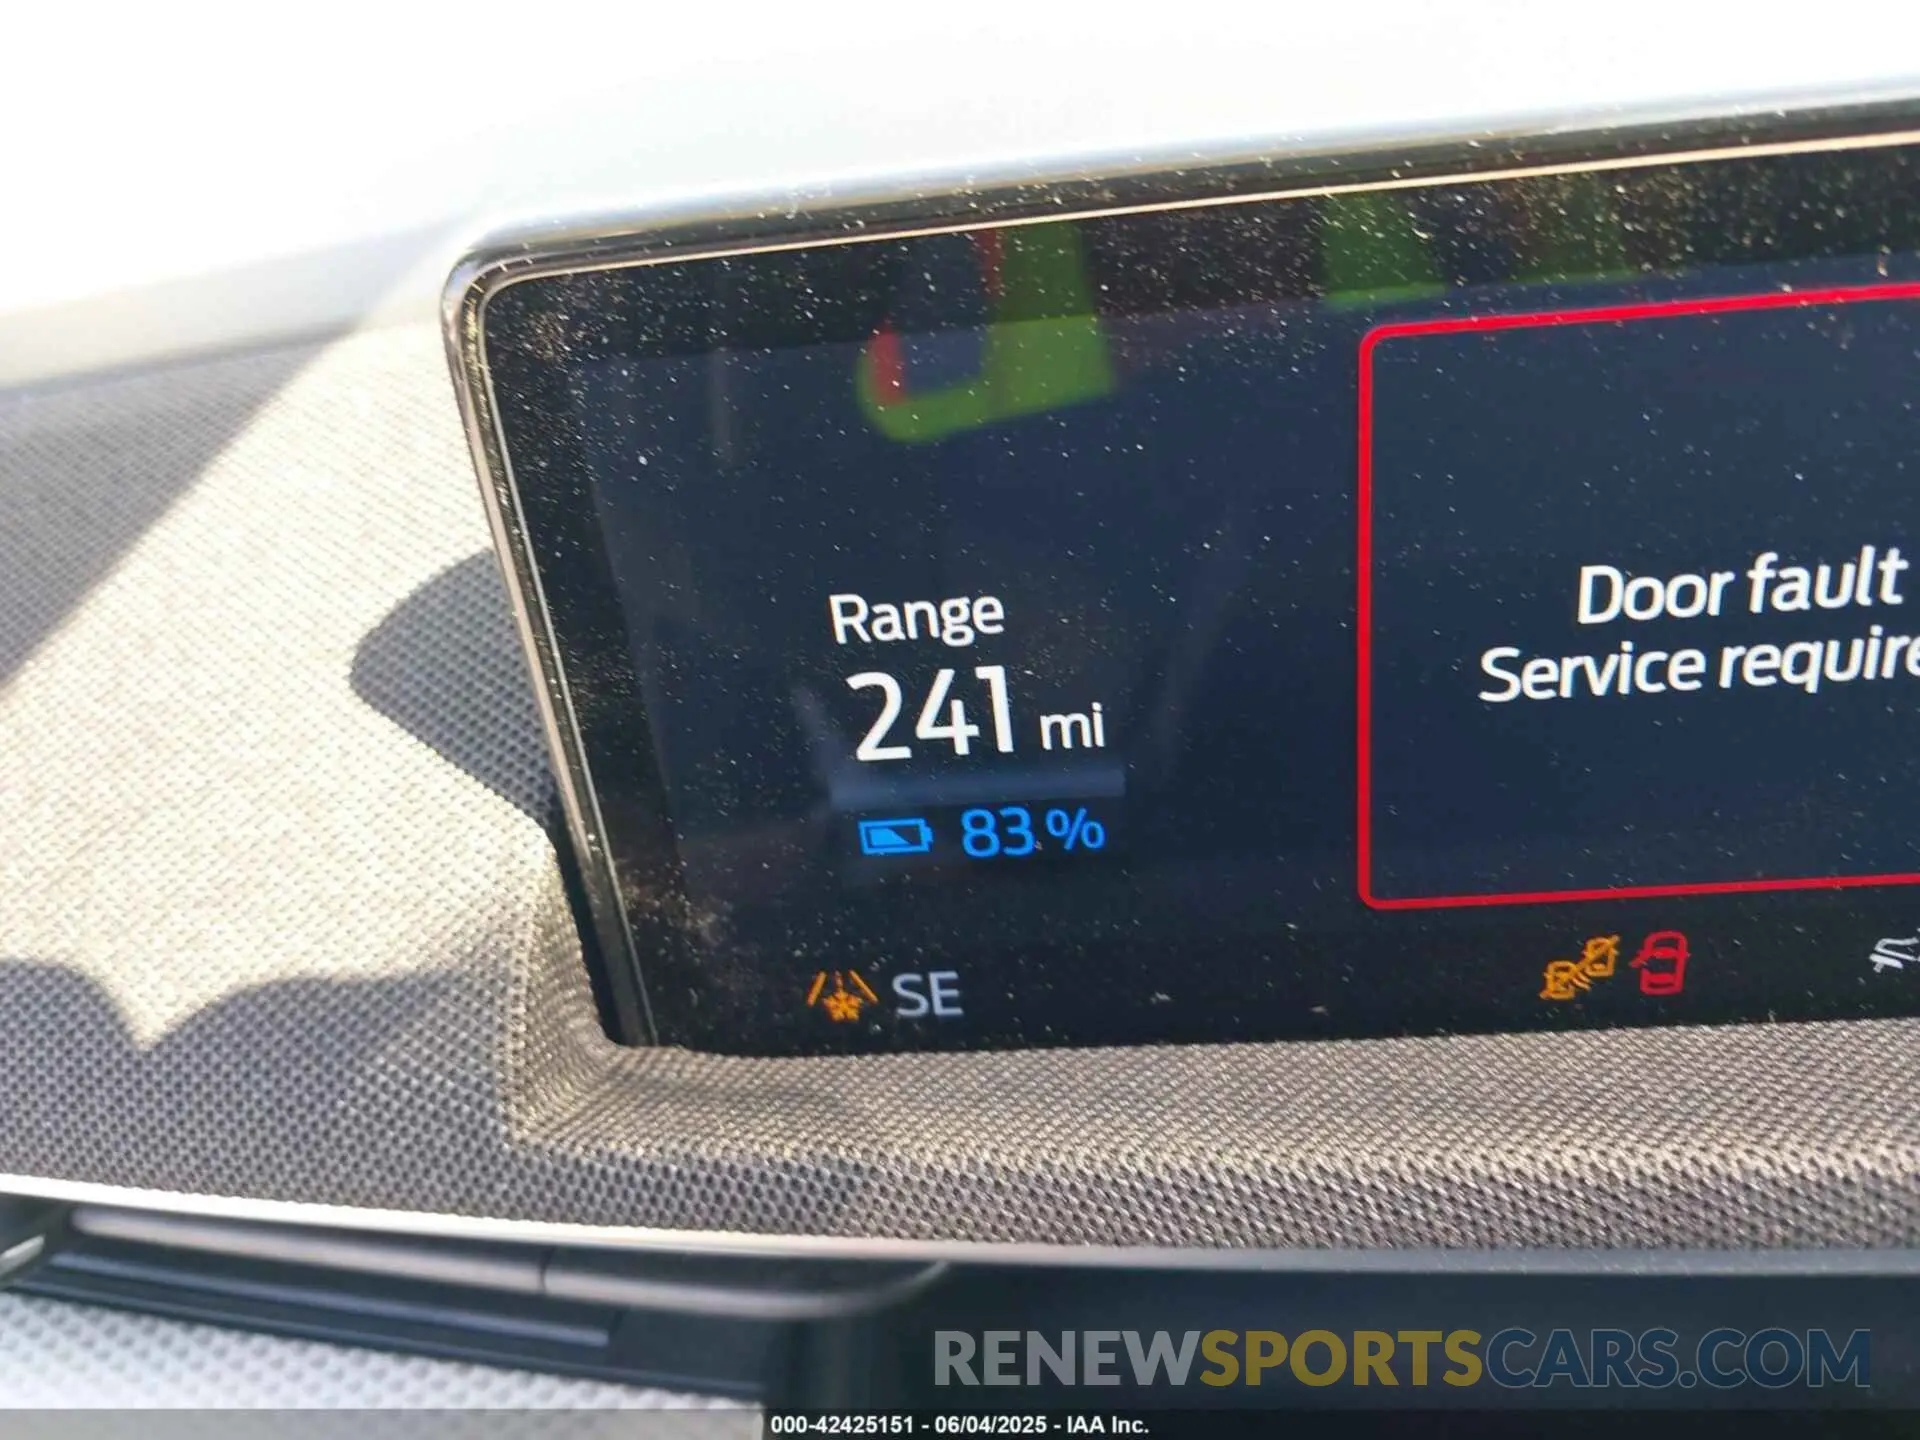 Range
241 mi
83 %
Door fault
Service require
SE
RENEWSPORTSCARS.COM
000-42425151 - 06/04/2025 - IAA Inc.